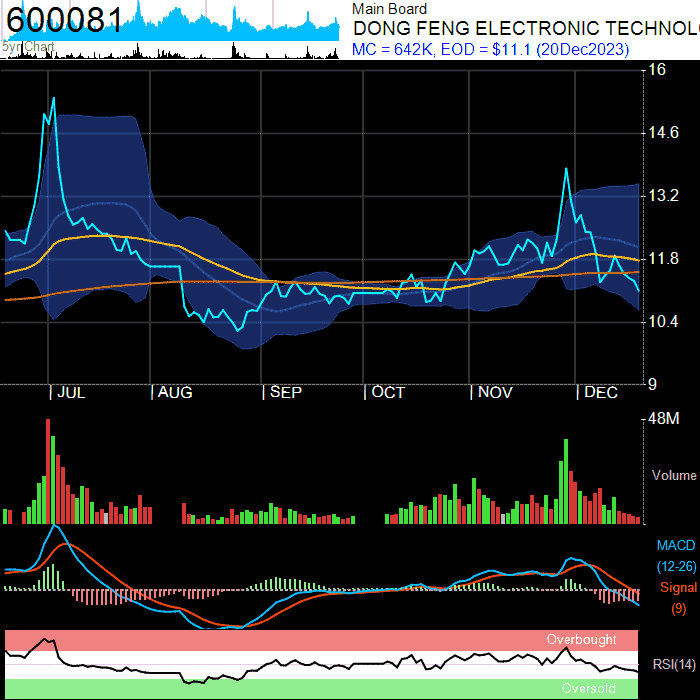 600081
5yr Chart
Main Board
DONG FENG ELECTRONIC TECHNOL
MC = 642K, EOD = $11.1 (20Dec2023)
16
14.6
13.2
11.8
10.4
9
| JUL | AUG | SEP | OCT | NOV | DEC
48M
Volume
MACD
(12-26)
Signal
(9)
Overbought
RSI(14)
Oversold